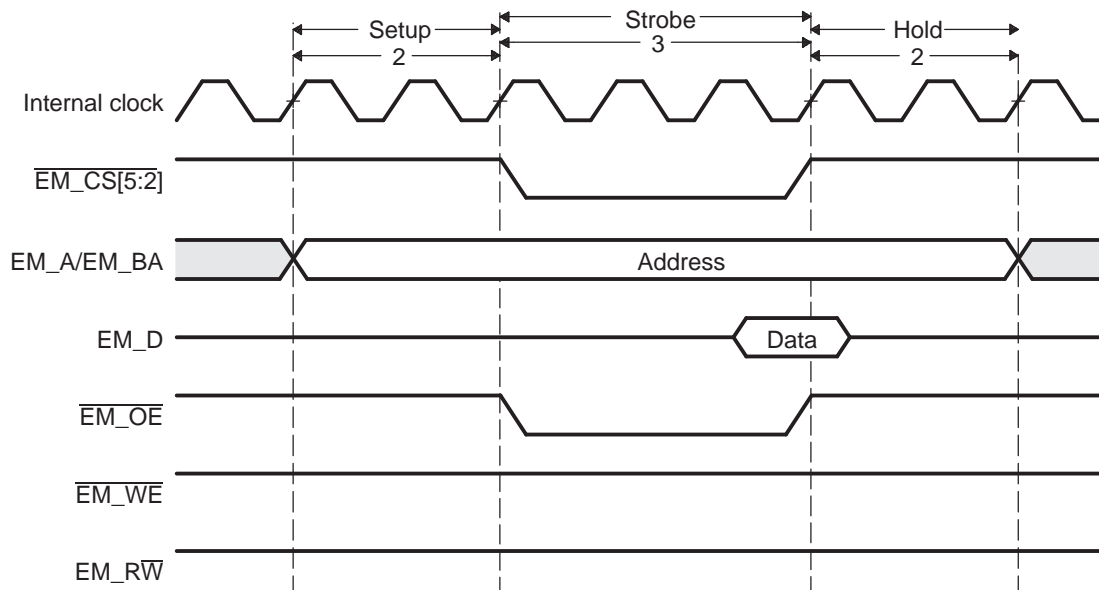 Setup
Strobe
Hold
2
3
2
Internal clock
EM_CS[5:2]
EM_A/EM_BA
Address
EM_D
Data
EM_OE
EM_WE
EM_RW